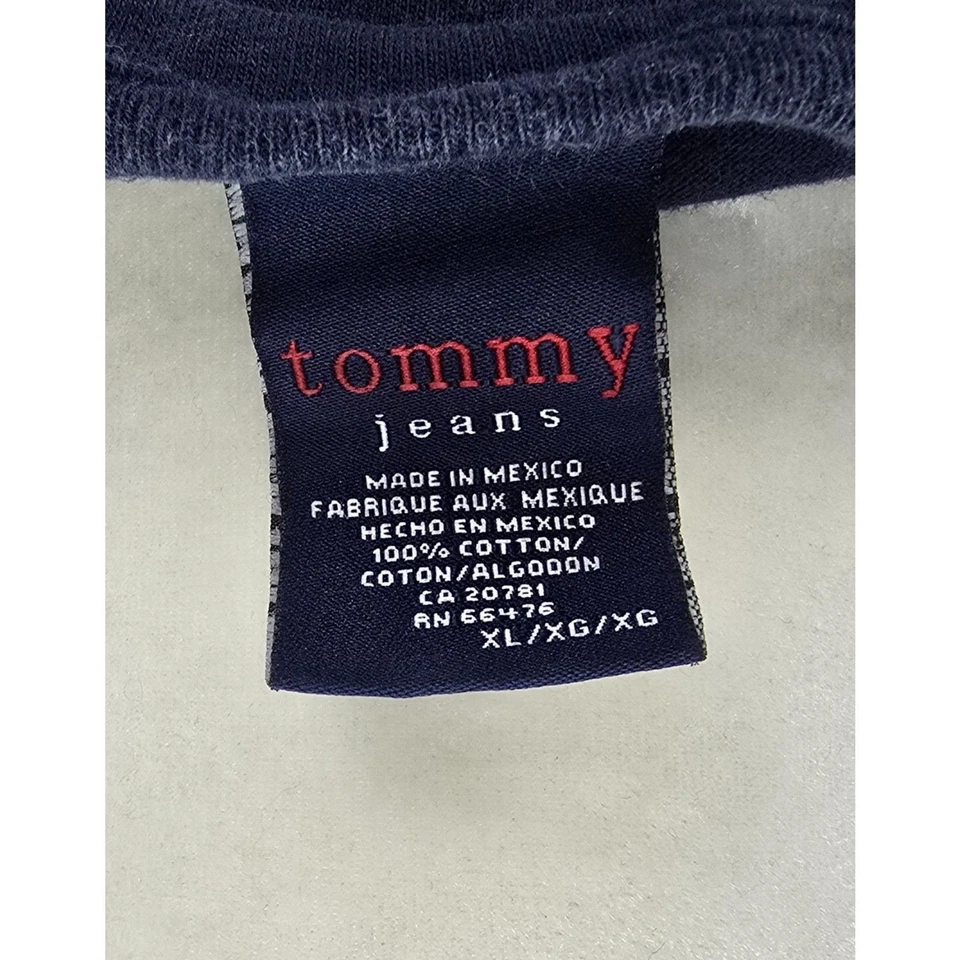 tommy
jeans
MADE IN MEXICO
FABRIQUE AUX MEXIQUE
HECHO EN MEXICO
100% COTTON/
COTON/ALGODON
CA 20781
RN 66476
XL/XG/XG